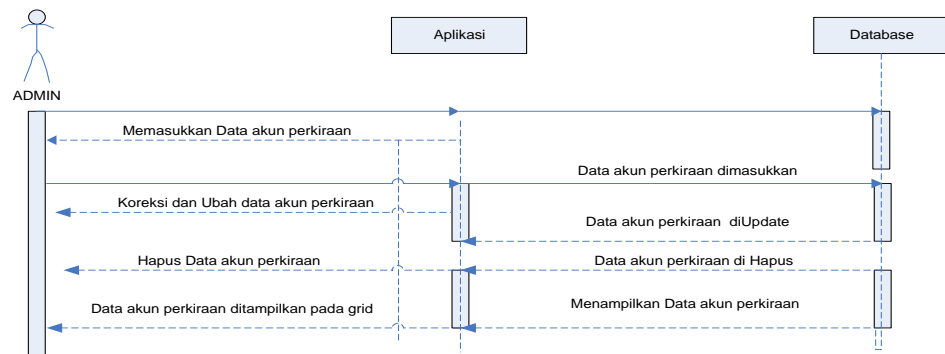 Aplikasi
Database
ADMIN
Memasukkan Data akun perkiraan
Data akun perkiraan dimasukkan
Koreksi dan Ubah data akun perkiraan
Data akun perkiraan diUpdate
Hapus Data akun perkiraan
Data akun perkiraan di Hapus
Data akun perkiraan ditampilkan pada grid
Menampilkan Data akun perkiraan